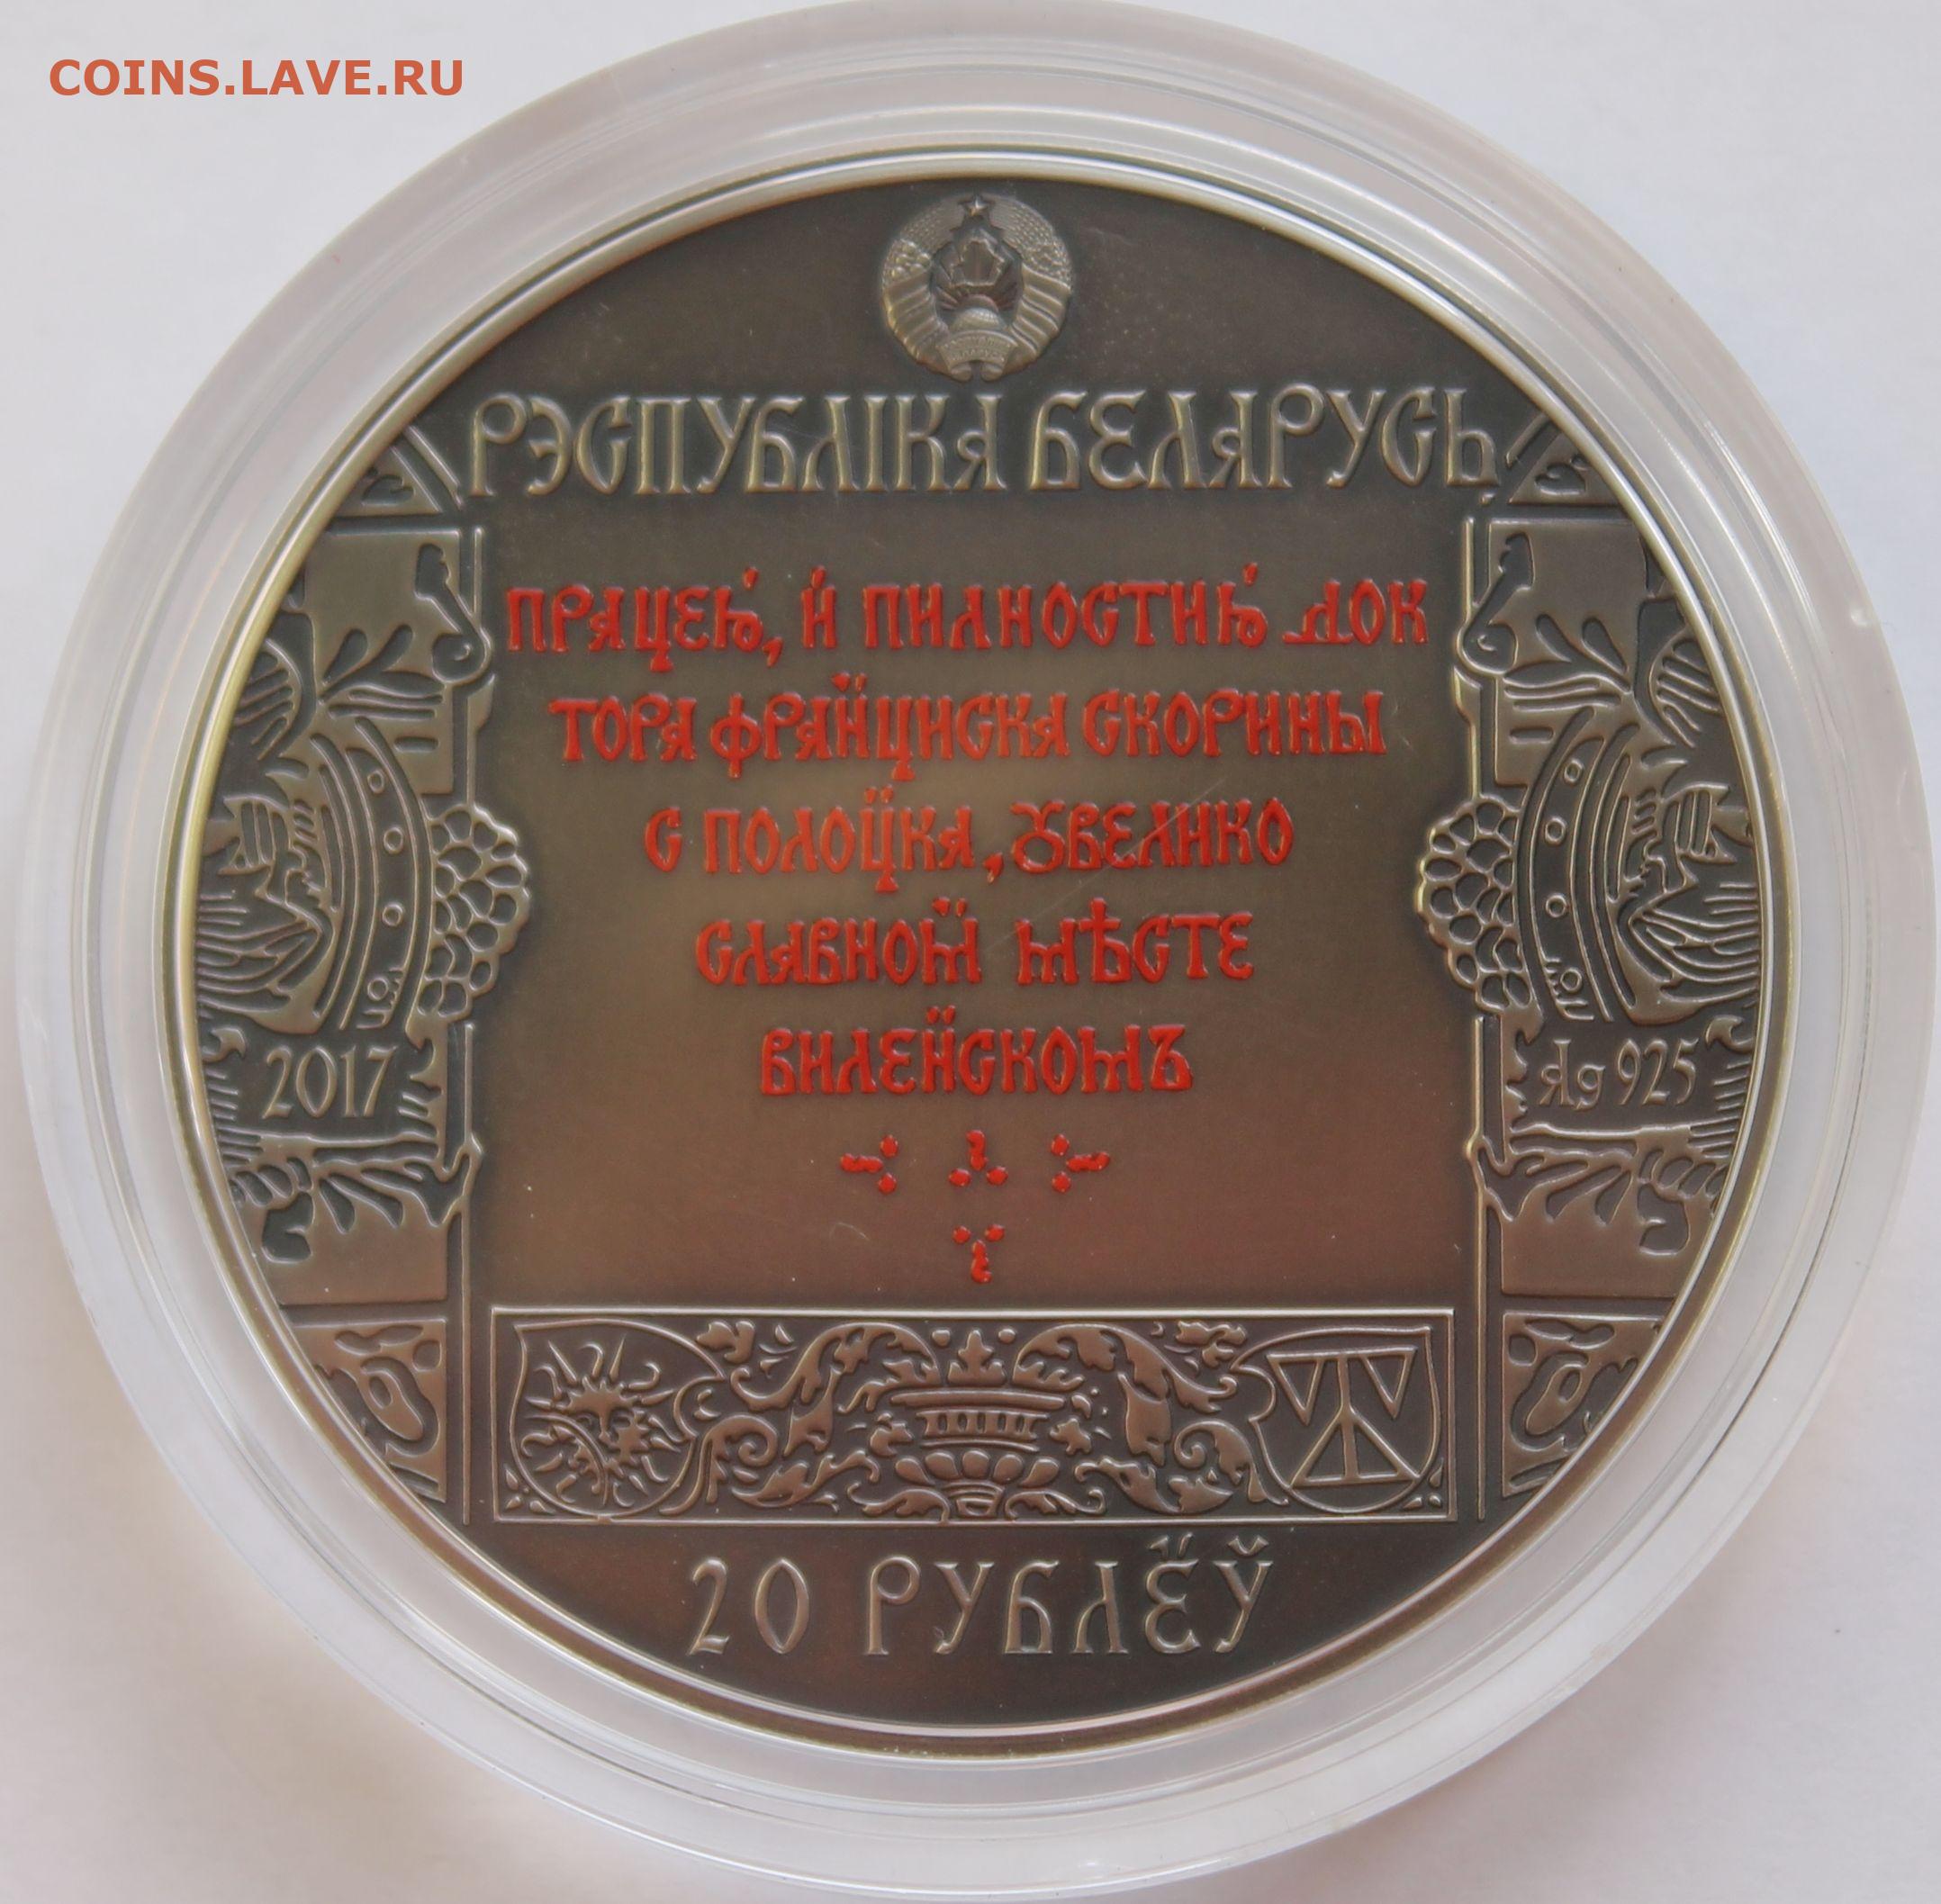 COINS.LAVE.RU
РЭСПУБЛІКА БЕЛАРУСЬ
ПРАЦЕЮ, И ПИЛНОСТИЮ ДОК
ТОРА ФРАНЦИСКА СКОРИНЫ
С ПОЛОЦКА, ꙊВЕЛИКО
СЛАВНОМ МѢСТЕ
ВИЛЕНСКОМЪ
2017
Ag 925
20 РУБЛЁЎ